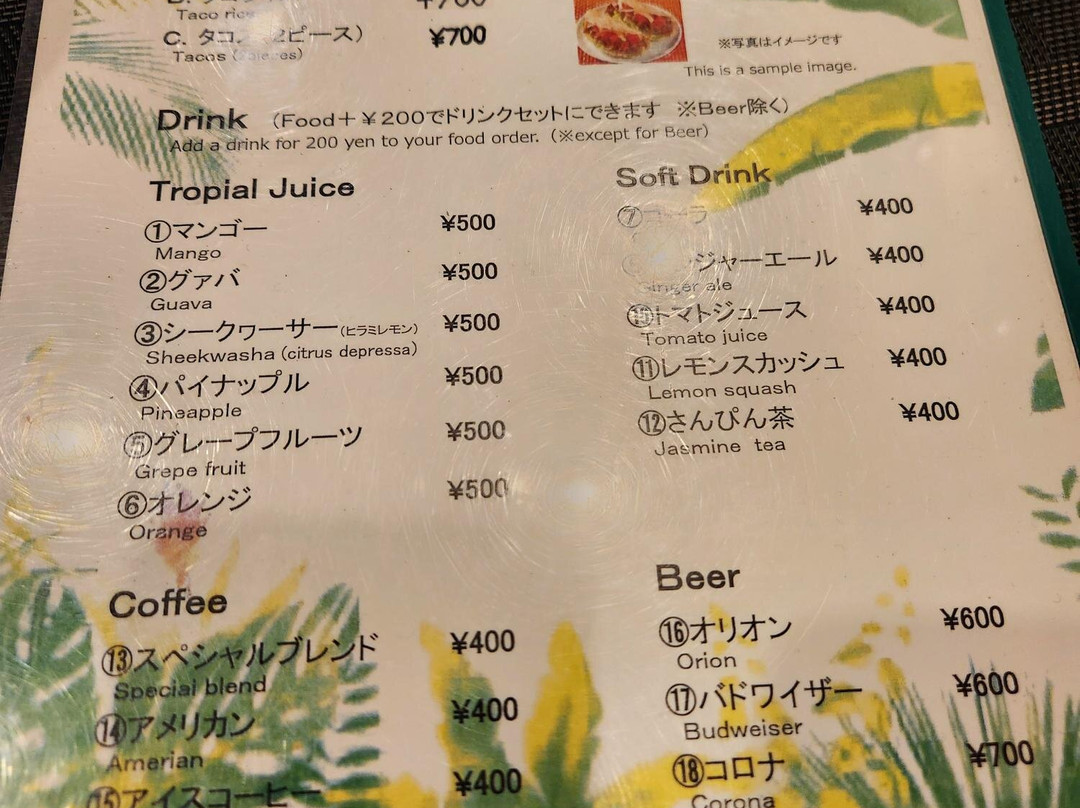 Taco rice
¥700
C. タコス(2ピース)
¥700
Tacos (2pieces)
※写真はイメージです
This is a sample image.
Drink (Food+¥200でドリンクセットにできます ※Beer除く)
Add a drink for 200 yen to your food order. (※except for Beer)
Tropial Juice
①マンゴー ¥500
Mango
②グァバ ¥500
Guava
③シークヮーサー(ヒラミレモン) ¥500
Sheekwasha (citrus depressa)
④パイナップル ¥500
Pineapple
⑤グレープフルーツ ¥500
Grepe fruit
⑥オレンジ ¥500
Orange
Soft Drink
⑦コーラ ¥400
ジャーエール ¥400
Ginger ale
⑩トマトジュース ¥400
Tomato juice
⑪レモンスカッシュ ¥400
Lemon squash
⑫さんぴん茶 ¥400
Jasmine tea
Coffee
⑬スペシャルブレンド ¥400
Special blend
⑭アメリカン ¥400
Amerian
⑮アイスコーヒー ¥400
Beer
⑯オリオン ¥600
Orion
⑰バドワイザー ¥600
Budweiser
⑱コロナ ¥700
Corona